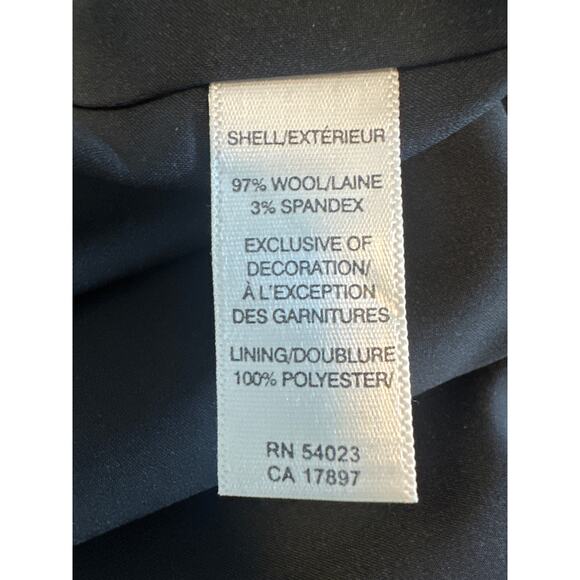 SHELL/EXTÉRIEUR
97% WOOL/LAINE
3% SPANDEX
EXCLUSIVE OF
DECORATION/
À L'EXCEPTION
DES GARNITURES
LINING/DOUBLURE
100% POLYESTER/
RN 54023
CA 17897